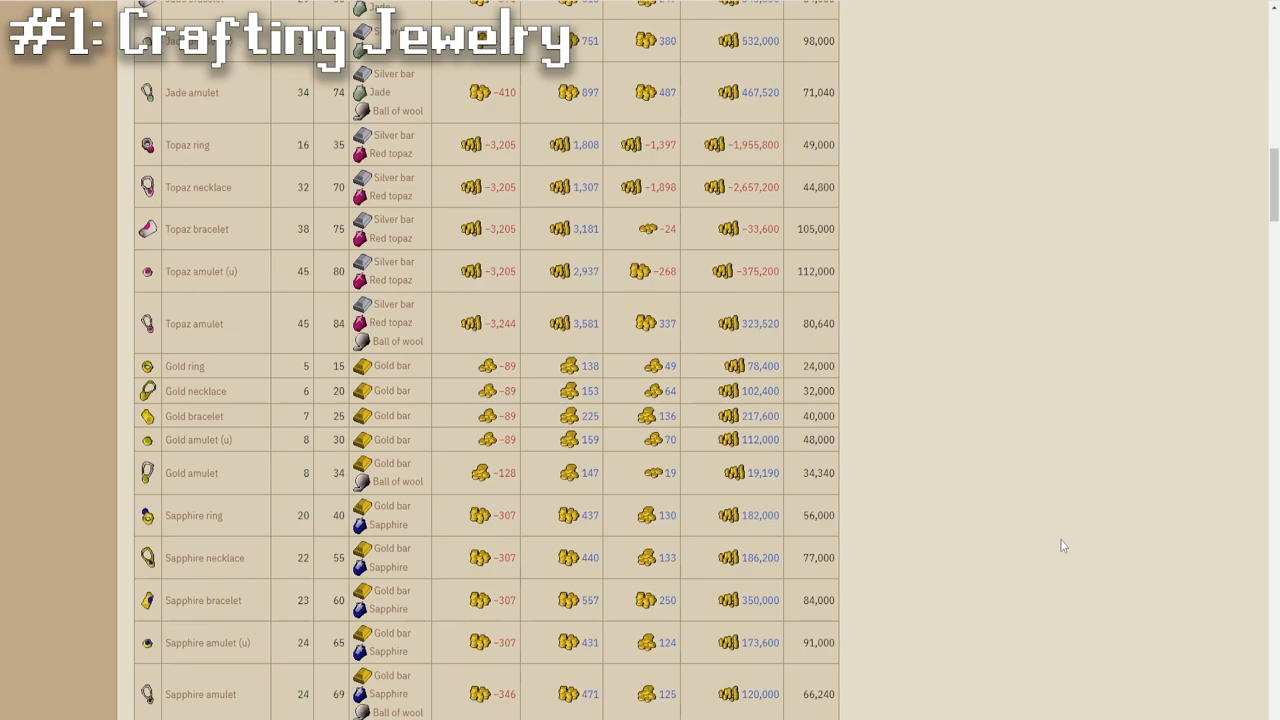 #1: Crafting Jewelry
Jade
751 380 532,000 98,000
Jade amulet 34 74 Silver bar Jade Ball of wool −410 897 487 467,520 71,040
Topaz ring 16 35 Silver bar Red topaz −3,205 1,808 −1,397 −1,955,800 49,000
Topaz necklace 32 70 Silver bar Red topaz −3,205 1,307 −1,898 −2,657,200 44,800
Topaz bracelet 38 75 Silver bar Red topaz −3,205 3,181 −24 −33,600 105,000
Topaz amulet (u) 45 80 Silver bar Red topaz −3,205 2,937 −268 −375,200 112,000
Topaz amulet 45 84 Silver bar Red topaz Ball of wool −3,244 3,581 337 323,520 80,640
Gold ring 5 15 Gold bar −89 138 49 78,400 24,000
Gold necklace 6 20 Gold bar −89 153 64 102,400 32,000
Gold bracelet 7 25 Gold bar −89 225 136 217,600 40,000
Gold amulet (u) 8 30 Gold bar −89 159 70 112,000 48,000
Gold amulet 8 34 Gold bar Ball of wool −128 147 19 19,190 34,340
Sapphire ring 20 40 Gold bar Sapphire −307 437 130 182,000 56,000
Sapphire necklace 22 55 Gold bar Sapphire −307 440 133 186,200 77,000
Sapphire bracelet 23 60 Gold bar Sapphire −307 557 250 350,000 84,000
Sapphire amulet (u) 24 65 Gold bar Sapphire −307 431 124 173,600 91,000
Sapphire amulet 24 69 Gold bar Sapphire Ball of wool −346 471 125 120,000 66,240